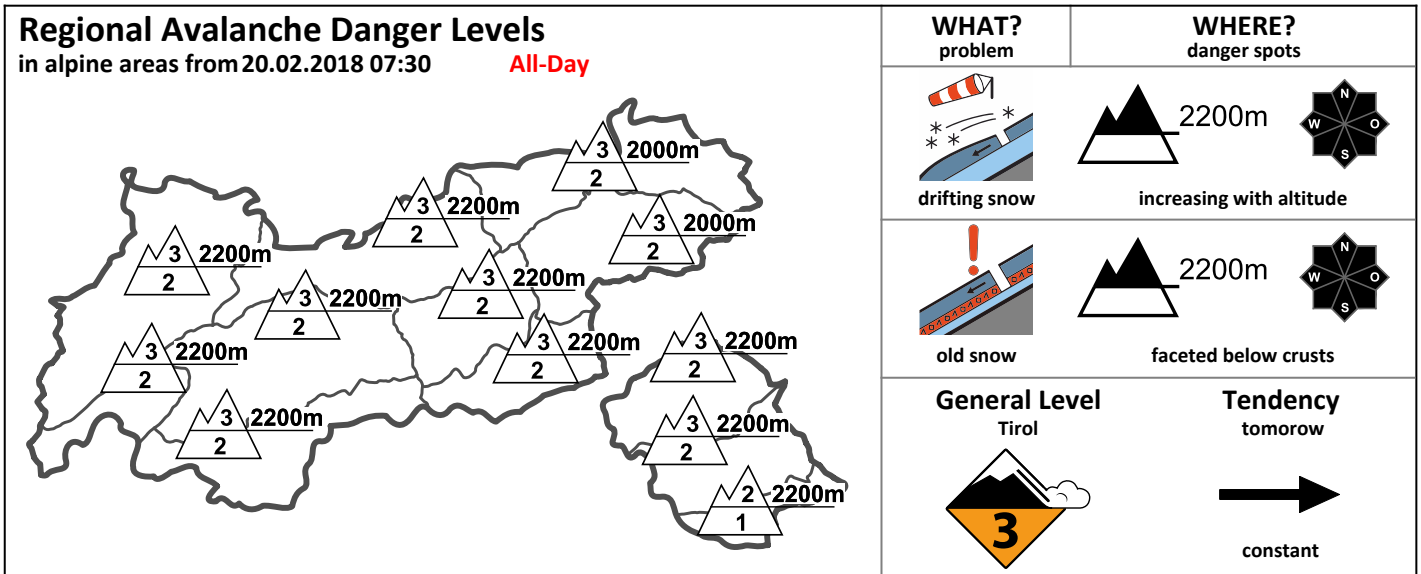 Regional Avalanche Danger Levels
in alpine areas from 20.02.2018 07:30 All-Day
3 2000m
2
3 2200m
2
3 2000m
2
3 2200m
2
3 2200m
2
3 2200m
2
3 2200m
2
3 2200m
2
3 2200m
2
3 2200m
2
3 2200m
2
2 2200m
1
WHAT?
problem
WHERE?
danger spots
2200m
N
W O
S
drifting snow
increasing with altitude
2200m
N
W O
S
old snow
faceted below crusts
General Level
Tirol
3
Tendency
tomorow
constant